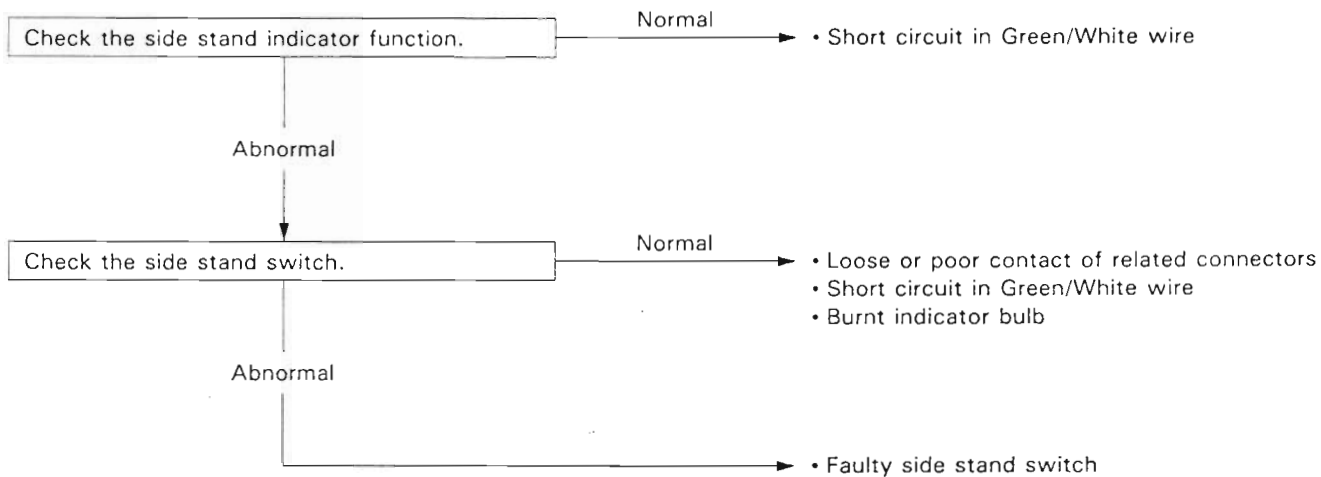 Normal
Check the side stand indicator function.
• Short circuit in Green/White wire
Abnormal
Normal
Check the side stand switch.
• Loose or poor contact of related connectors
• Short circuit in Green/White wire
• Burnt indicator bulb
Abnormal
• Faulty side stand switch